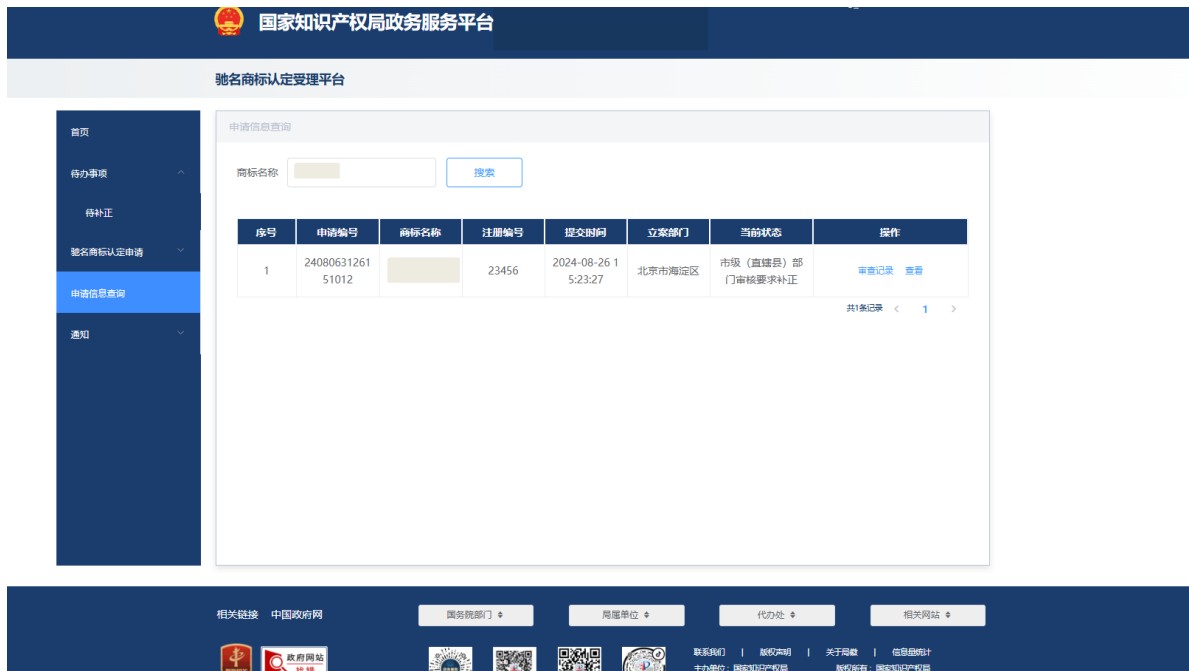 国家知识产权局政务服务平台
驰名商标认定受理平台
首页
待办事项
待补正
驰名商标认定申请
申请信息查询
通知
申请信息查询
商标名称
搜索
序号 申请编号 商标名称 注册编号 提交时间 立案部门 当前状态 操作
1 24080631261 23456 2024-08-26 1 北京市海淀区 市级（直辖县）部 审查记录 查看
51012 5:23:27 门审核要求补正
共1条记录 < 1 >
相关链接 中国政府网 国务院部门 局属单位 代办处 相关网站
政府网站
找错
联系我们 | 版权声明 | 关于局徽 | 信息台统计
主办单位：国家知识产权局 版权所有：国家知识产权局